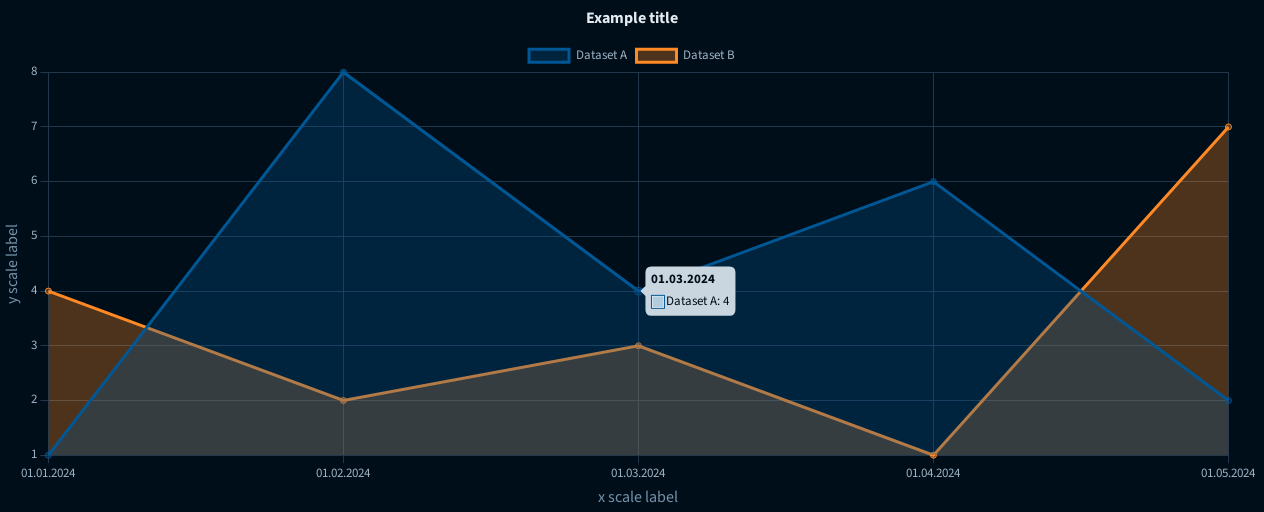 Example title
Dataset A Dataset B
8
7
6
5
4
3
2
1
y scale label
01.03.2024
Dataset A: 4
01.01.2024 01.02.2024 01.03.2024 01.04.2024 01.05.2024
x scale label